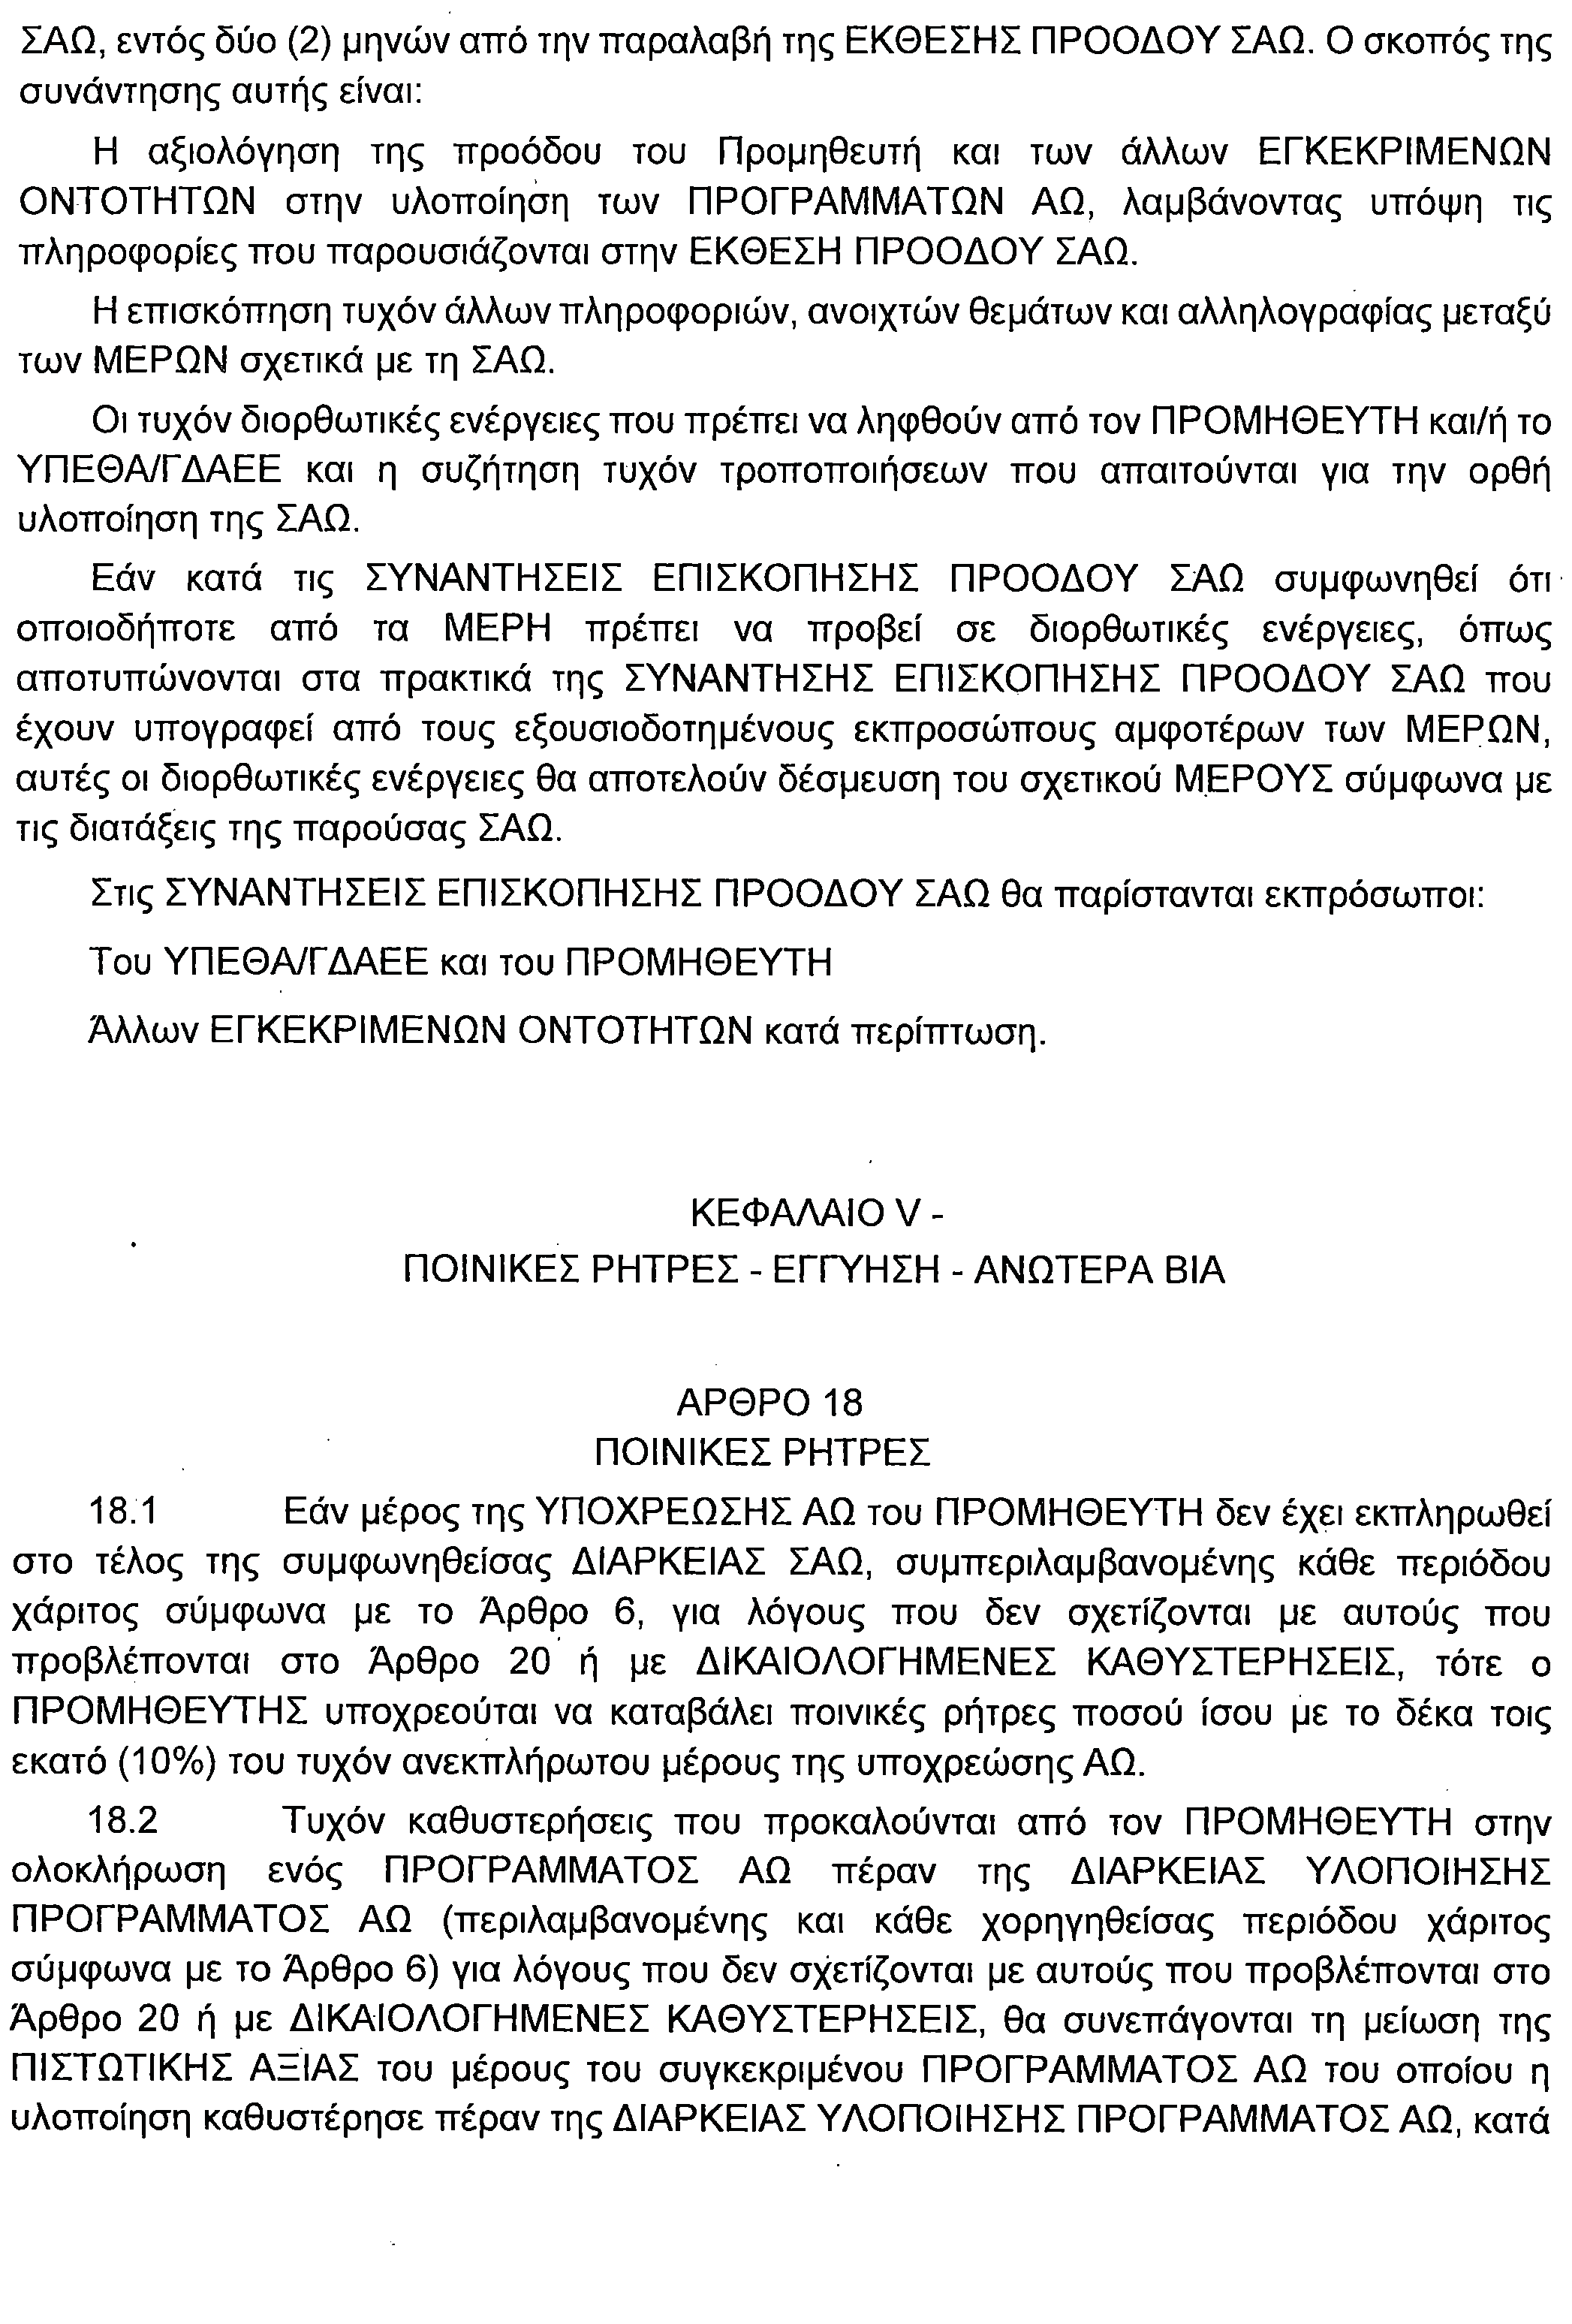 ΣΑΩ, εντός δύο (2) μηνών από την παραλαβή της ΕΚΘΕΣΗΣ ΠΡΟΟΔΟΥ ΣΑΩ. Ο σκοπός της
συνάντησης αυτής είναι:
Η αξιολόγηση της προόδου του Προμηθευτή και των άλλων ΕΓΚΕΚΡΙΜΕΝΩΝ
ΟΝΤΟΤΗΤΩΝ στην υλοποίηση των ΠΡΟΓΡΑΜΜΑΤΩΝ ΑΩ, λαμβάνοντας υπόψη τις
πληροφορίες που παρουσιάζονται στην ΕΚΘΕΣΗ ΠΡΟΟΔΟΥ ΣΑΩ.
Η επισκόπηση τυχόν άλλων πληροφοριών, ανοιχτών θεμάτων και αλληλογραφίας μεταξύ
των ΜΕΡΩΝ σχετικά με τη ΣΑΩ.
Οι τυχόν διορθωτικές ενέργειες που πρέπει να ληφθούν από τον ΠΡΟΜΗΘΕΥΤΗ και/ή το
ΥΠΕΘΑ/ΓΔΑΕΕ και η συζήτηση τυχόν τροποποιήσεων που απαιτούνται για την ορθή
υλοποίηση της ΣΑΩ.
Εάν κατά τις ΣΥΝΑΝΤΗΣΕΙΣ ΕΠΙΣΚΟΠΗΣΗΣ ΠΡΟΟΔΟΥ ΣΑΩ συμφωνηθεί ότι
οποιοδήποτε από τα ΜΕΡΗ πρέπει να προβεί σε διορθωτικές ενέργειες, όπως
αποτυπώνονται στα πρακτικά της ΣΥΝΑΝΤΗΣΗΣ ΕΠΙΣΚΟΠΗΣΗΣ ΠΡΟΟΔΟΥ ΣΑΩ που
έχουν υπογραφεί από τους εξουσιοδοτημένους εκπροσώπους αμφοτέρων των ΜΕΡΩΝ,
αυτές οι διορθωτικές ενέργειες θα αποτελούν δέσμευση του σχετικού ΜΕΡΟΥΣ σύμφωνα με
τις διατάξεις της παρούσας ΣΑΩ.
Στις ΣΥΝΑΝΤΗΣΕΙΣ ΕΠΙΣΚΟΠΗΣΗΣ ΠΡΟΟΔΟΥ ΣΑΩ θα παρίστανται εκπρόσωποι:
Του ΥΠΕΘΑ/ΓΔΑΕΕ και του ΠΡΟΜΗΘΕΥΤΗ
Άλλων ΕΓΚΕΚΡΙΜΕΝΩΝ ΟΝΤΟΤΗΤΩΝ κατά περίπτωση.
ΚΕΦΑΛΑΙΟ V -
ΠΟΙΝΙΚΕΣ ΡΗΤΡΕΣ - ΕΓΓΥΗΣΗ - ΑΝΩΤΕΡΑ ΒΙΑ
ΑΡΘΡΟ 18
ΠΟΙΝΙΚΕΣ ΡΗΤΡΕΣ
18.1 Εάν μέρος της ΥΠΟΧΡΕΩΣΗΣ ΑΩ του ΠΡΟΜΗΘΕΥΤΗ δεν έχει εκπληρωθεί
στο τέλος της συμφωνηθείσας ΔΙΑΡΚΕΙΑΣ ΣΑΩ, συμπεριλαμβανομένης κάθε περιόδου
χάριτος σύμφωνα με το Άρθρο 6, για λόγους που δεν σχετίζονται με αυτούς που
προβλέπονται στο Άρθρο 20 ή με ΔΙΚΑΙΟΛΟΓΗΜΕΝΕΣ ΚΑΘΥΣΤΕΡΗΣΕΙΣ, τότε ο
ΠΡΟΜΗΘΕΥΤΗΣ υποχρεούται να καταβάλει ποινικές ρήτρες ποσού ίσου με το δέκα τοις
εκατό (10%) του τυχόν ανεκπλήρωτου μέρους της υποχρεώσης ΑΩ.
18.2 Τυχόν καθυστερήσεις που προκαλούνται από τον ΠΡΟΜΗΘΕΥΤΗ στην
ολοκλήρωση ενός ΠΡΟΓΡΑΜΜΑΤΟΣ ΑΩ πέραν της ΔΙΑΡΚΕΙΑΣ ΥΛΟΠΟΙΗΣΗΣ
ΠΡΟΓΡΑΜΜΑΤΟΣ ΑΩ (περιλαμβανομένης και κάθε χορηγηθείσας περιόδου χάριτος
σύμφωνα με το Άρθρο 6) για λόγους που δεν σχετίζονται με αυτούς που προβλέπονται στο
Άρθρο 20 ή με ΔΙΚΑΙΟΛΟΓΗΜΕΝΕΣ ΚΑΘΥΣΤΕΡΗΣΕΙΣ, θα συνεπάγονται τη μείωση της
ΠΙΣΤΩΤΙΚΗΣ ΑΞΙΑΣ του μέρους του συγκεκριμένου ΠΡΟΓΡΑΜΜΑΤΟΣ ΑΩ του οποίου η
υλοποίηση καθυστέρησε πέραν της ΔΙΑΡΚΕΙΑΣ ΥΛΟΠΟΙΗΣΗΣ ΠΡΟΓΡΑΜΜΑΤΟΣ ΑΩ, κατά